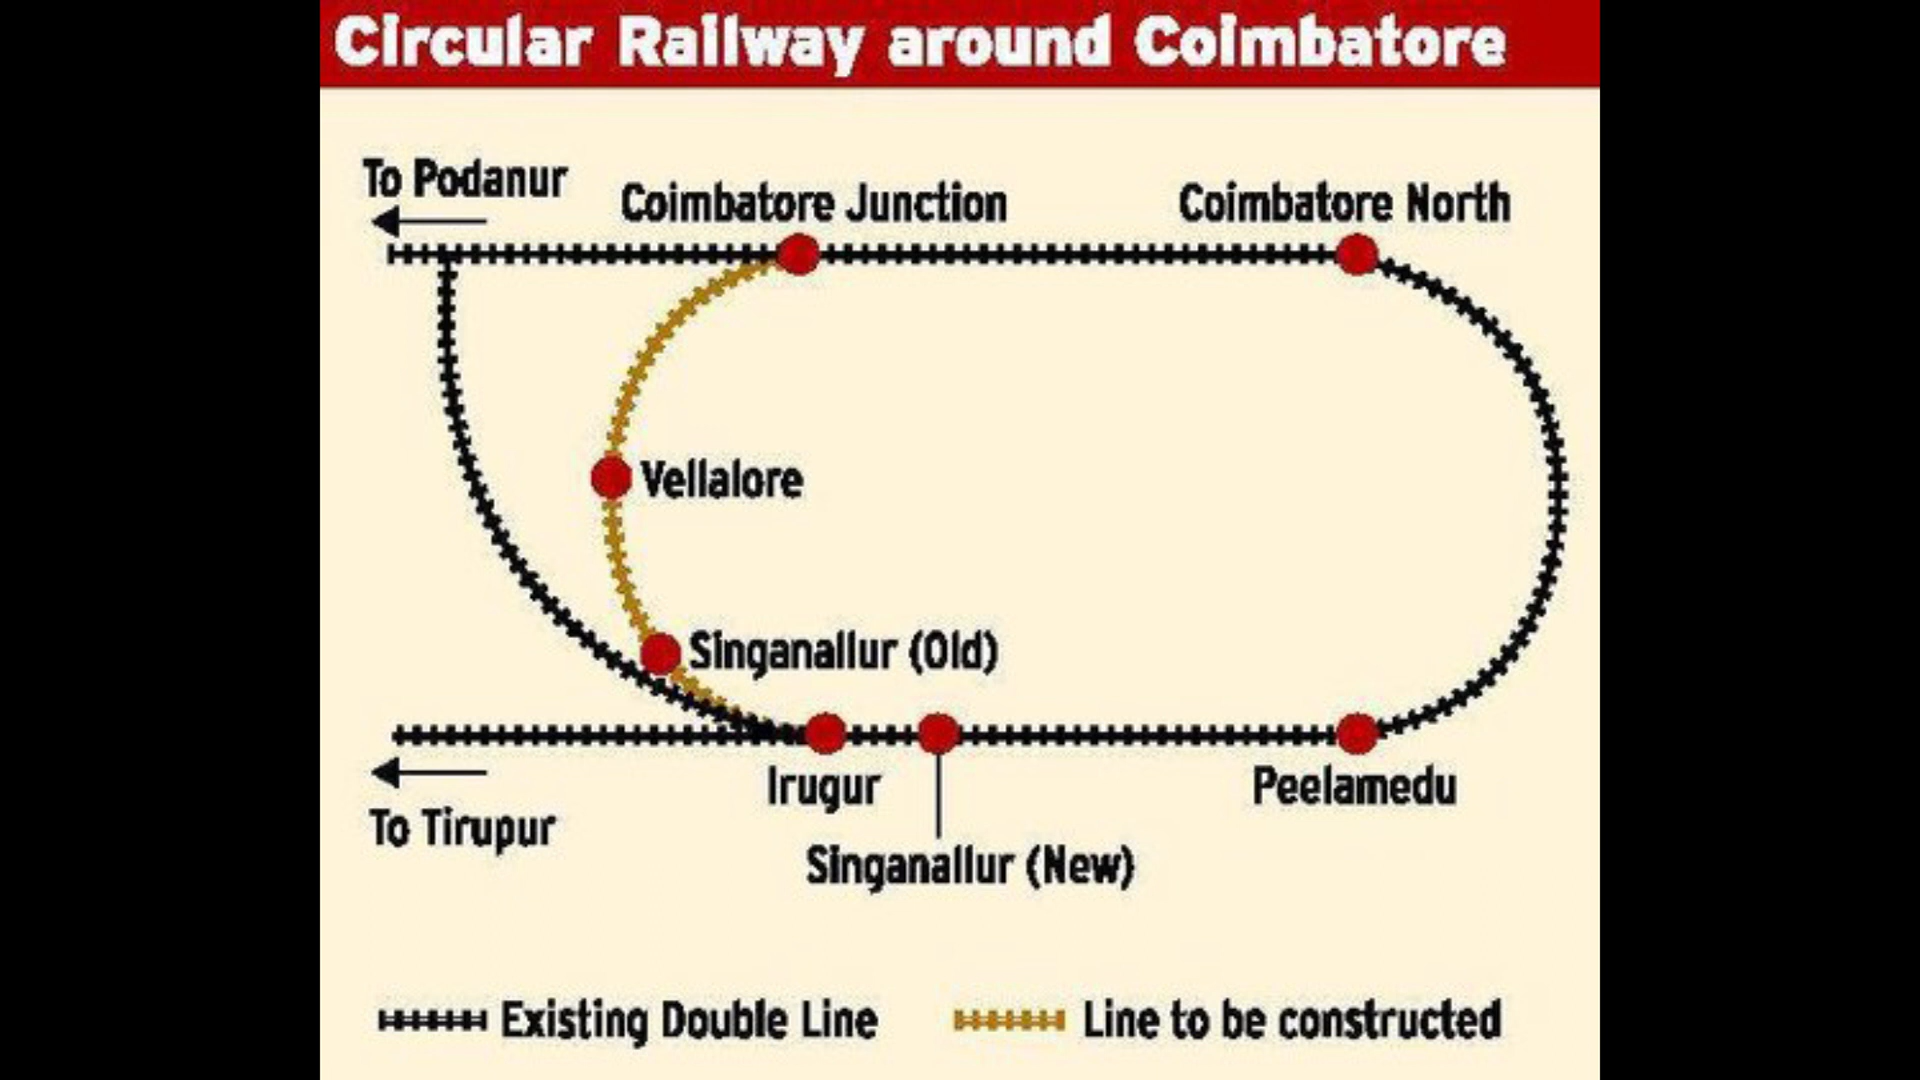 Circular Railway around Coimbatore
To Podanur
Coimbatore Junction
Coimbatore North
Vellalore
Singanallur (Old)
Irugur
Peelamedu
To Tirupur
Singanallur (New)
Existing Double Line
Line to be constructed